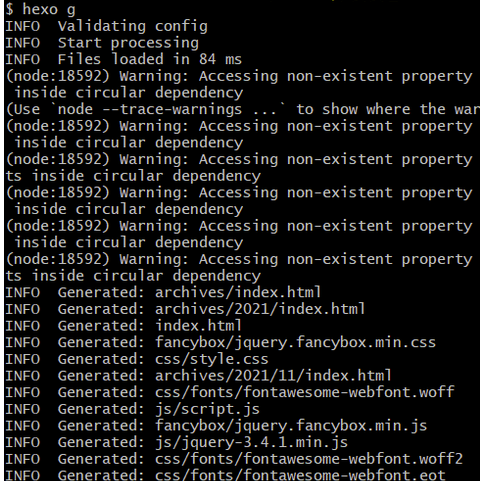 $ hexo g
INFO  Validating config
INFO  Start processing
INFO  Files loaded in 84 ms
(node:18592) Warning: Accessing non-existent property
 inside circular dependency
(Use `node --trace-warnings ...` to show where the war
(node:18592) Warning: Accessing non-existent property
 inside circular dependency
(node:18592) Warning: Accessing non-existent property
ts inside circular dependency
(node:18592) Warning: Accessing non-existent property
 inside circular dependency
(node:18592) Warning: Accessing non-existent property
 inside circular dependency
(node:18592) Warning: Accessing non-existent property
ts inside circular dependency
INFO  Generated: archives/index.html
INFO  Generated: archives/2021/index.html
INFO  Generated: index.html
INFO  Generated: fancybox/jquery.fancybox.min.css
INFO  Generated: css/style.css
INFO  Generated: archives/2021/11/index.html
INFO  Generated: css/fonts/fontawesome-webfont.woff
INFO  Generated: js/script.js
INFO  Generated: fancybox/jquery.fancybox.min.js
INFO  Generated: js/jquery-3.4.1.min.js
INFO  Generated: css/fonts/fontawesome-webfont.woff2
INFO  Generated: css/fonts/fontawesome-webfont.eot